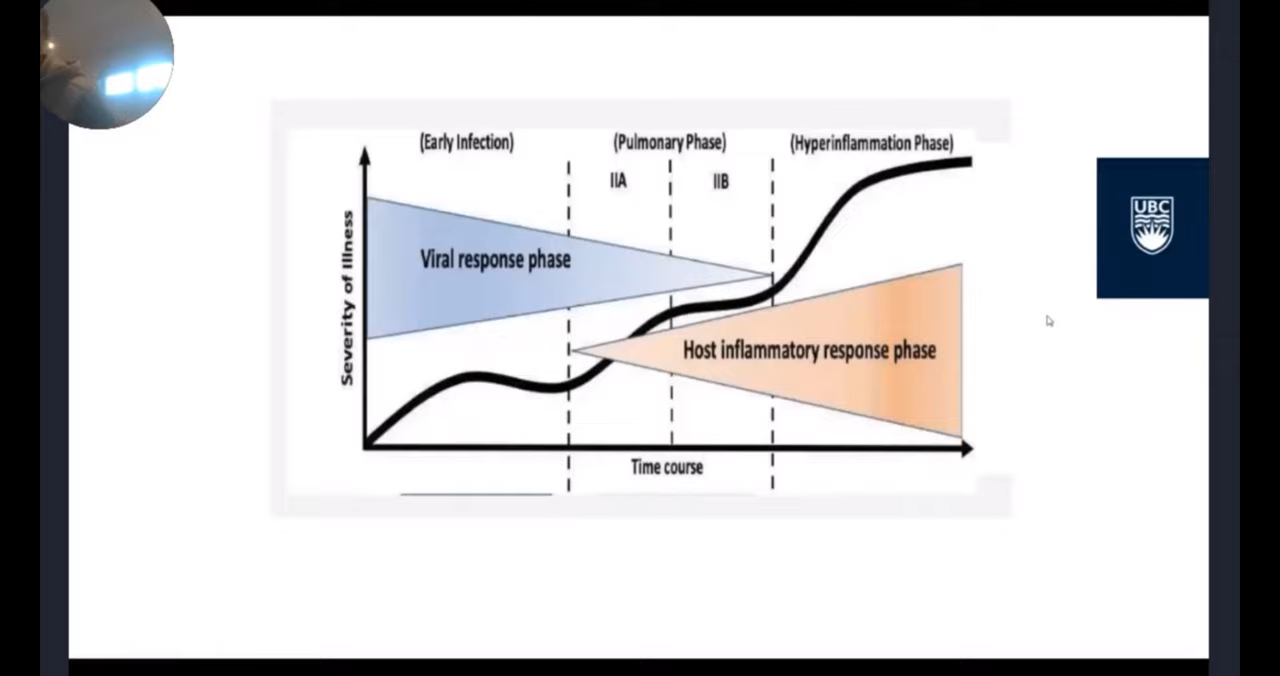 (Early Infection)
(Pulmonary Phase)
(Hyperinflammation Phase)
IIA
IIB
Viral response phase
Severity of Illness
Host inflammatory response phase
Time course
UBC